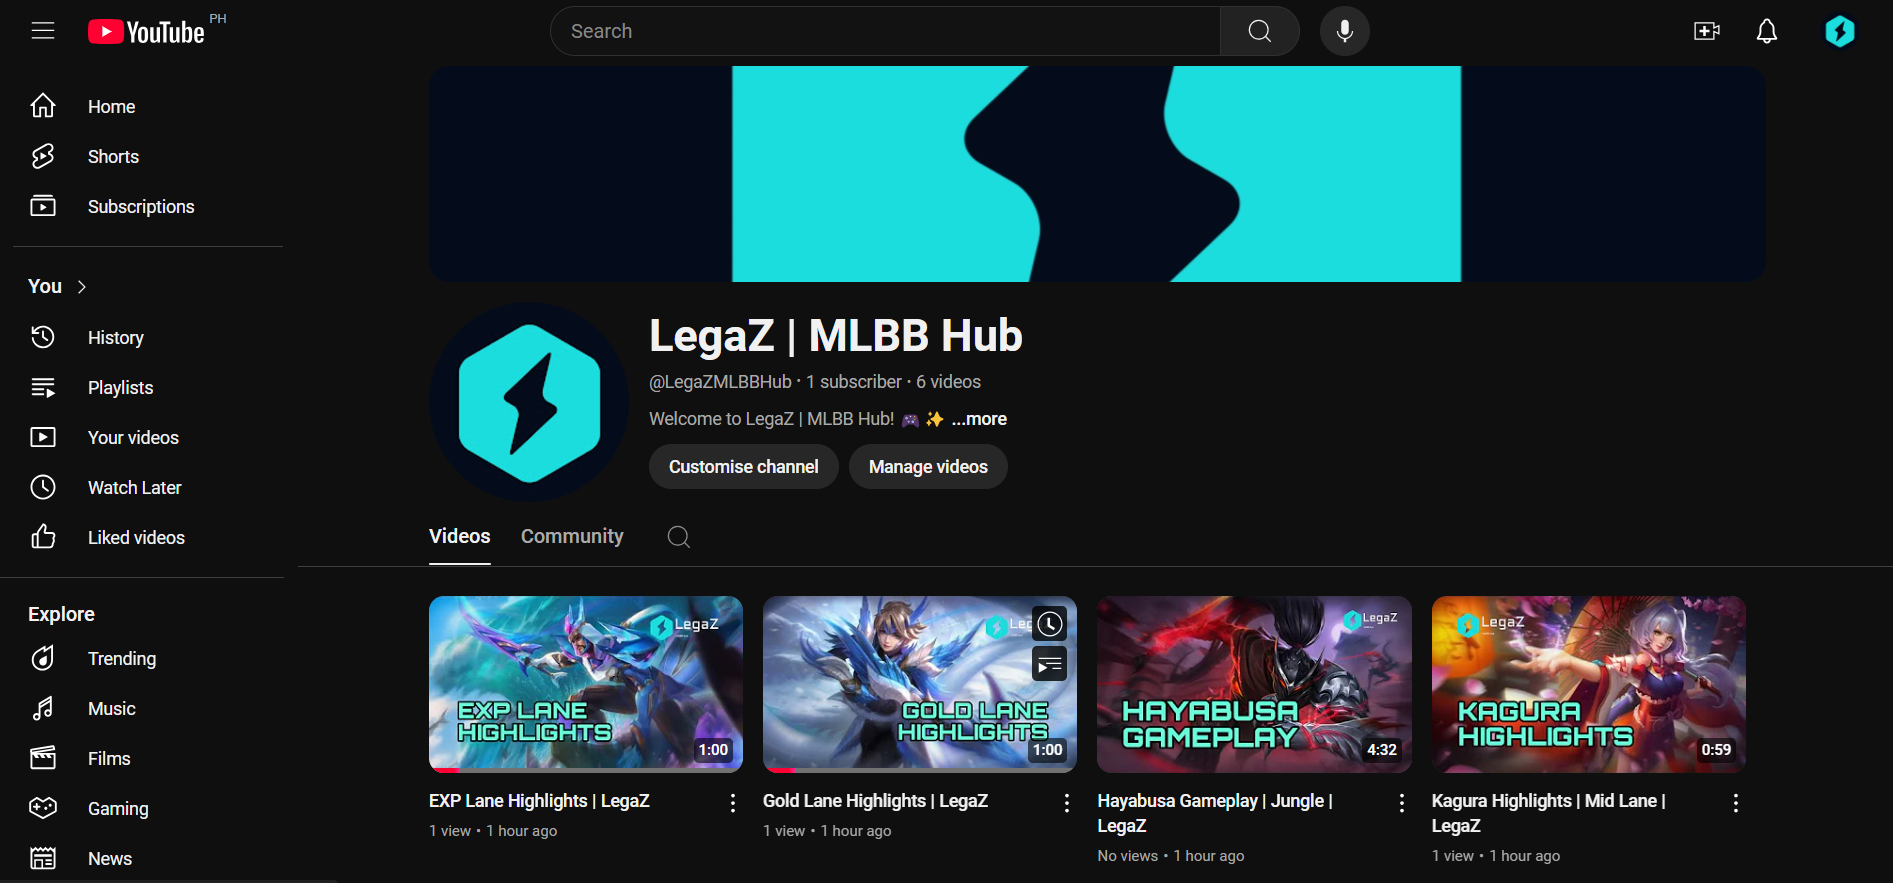 YouTube PH
Search
Home
Shorts
Subscriptions
You
History
Playlists
Your videos
Watch Later
Liked videos
Explore
Trending
Music
Films
Gaming
News
LegaZ | MLBB Hub
@LegaZMLBBHub • 1 subscriber • 6 videos
Welcome to LegaZ | MLBB Hub! 🎮 ✨ ...more
Customise channel
Manage videos
Videos
Community
LegaZ
EXP LANE
HIGHLIGHTS
1:00
EXP Lane Highlights | LegaZ
1 view • 1 hour ago
GOLD LANE
HIGHLIGHTS
1:00
Gold Lane Highlights | LegaZ
1 view • 1 hour ago
LegaZ
HAYABUSA
GAMEPLAY
4:32
Hayabusa Gameplay | Jungle |
LegaZ
No views • 1 hour ago
LegaZ
KAGURA
HIGHLIGHTS
0:59
Kagura Highlights | Mid Lane |
LegaZ
1 view • 1 hour ago